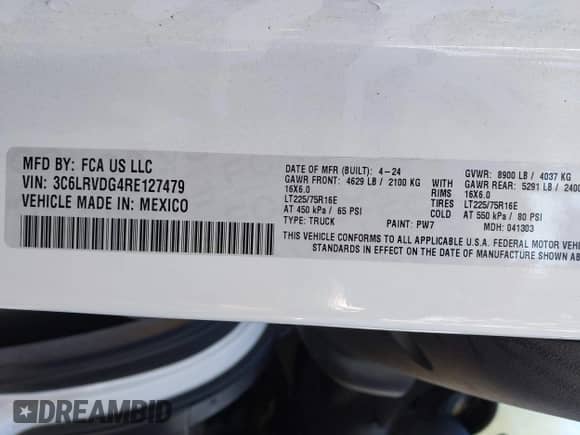 MFD BY: FCA US LLC
VIN: 3C6LRVDG4RE127479
VEHICLE MADE IN: MEXICO
DATE OF MFR (BUILT): 4-24
GVWR: 8900 LB / 4037 KG
GAWR FRONT: 4629 LB / 2100 KG WITH GAWR REAR: 5291 LB / 2400
16X6.0 RIMS 16X6.0
LT225/75R16E TIRES LT225/75R16E
AT 450 kPa / 65 PSI COLD AT 550 kPa / 80 PSI
TYPE: TRUCK PAINT: PW7 MDH: 041303
THIS VEHICLE CONFORMS TO ALL APPLICABLE U.S.A. FEDERAL MOTOR VEHIC
STANDARDS IN EFFECT ON THE DATE OF MANUFACTURE SHOWN AB
DREAMBID